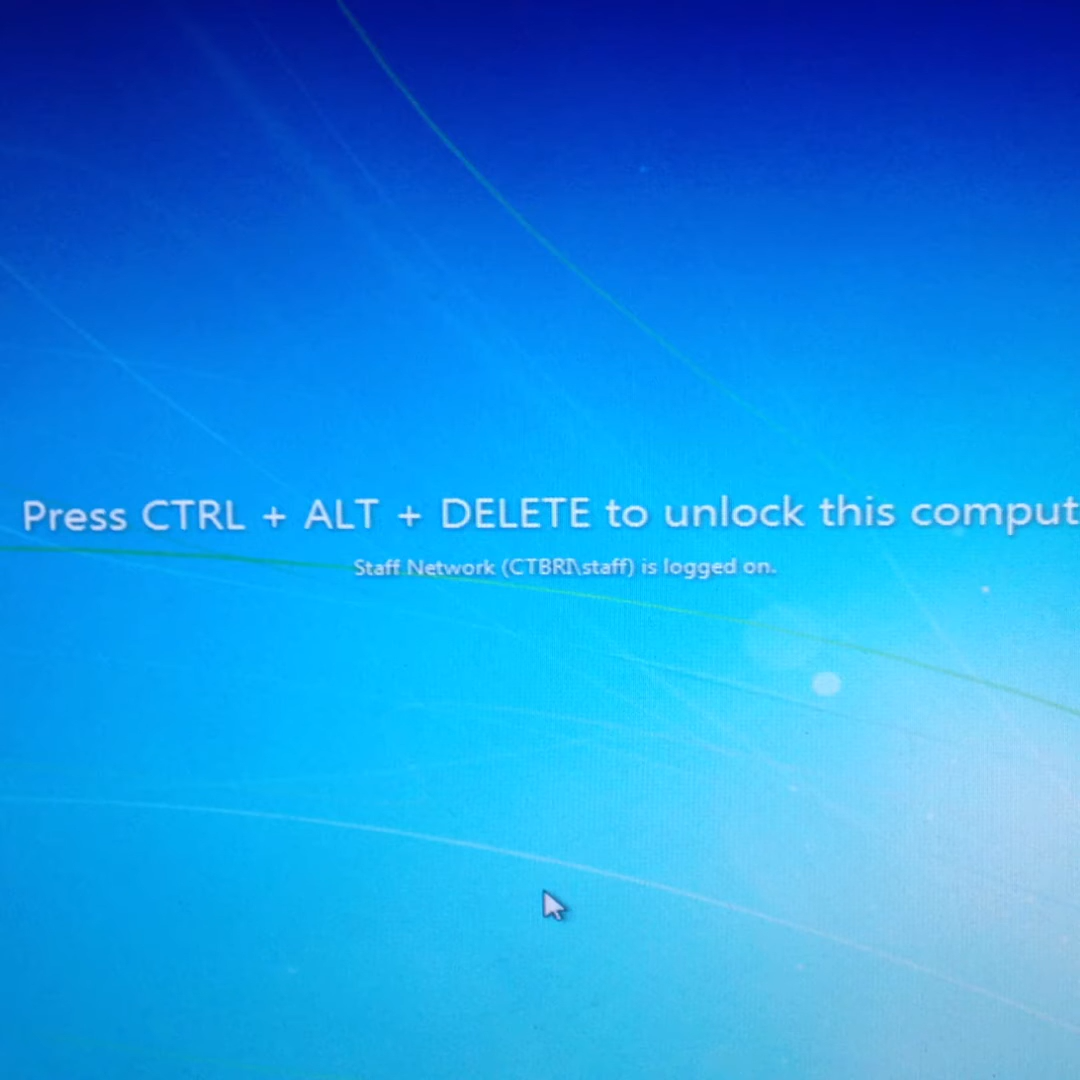 Press CTRL + ALT + DELETE to unlock this comput
Staff Network (CTBRI\staff) is logged on.